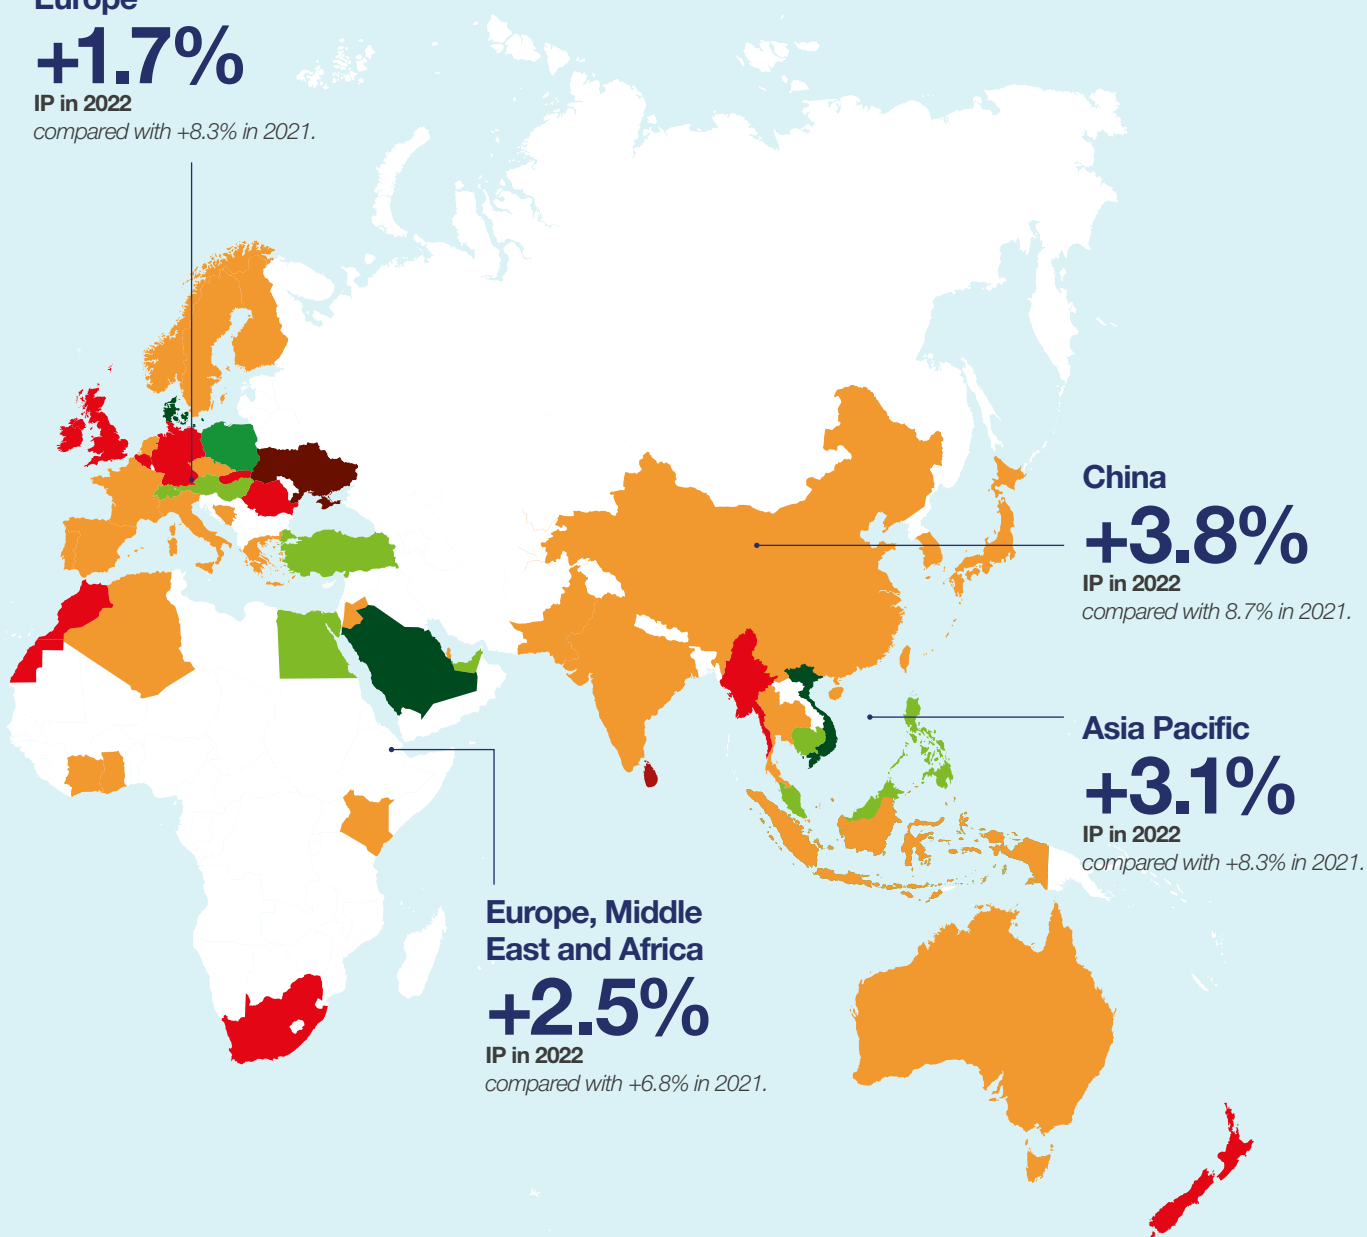 Europe
+1.7%
IP in 2022
compared with +8.3% in 2021.
China
+3.8%
IP in 2022
compared with 8.7% in 2021.
Asia Pacific
+3.1%
IP in 2022
compared with +8.3% in 2021.
Europe, Middle
East and Africa
+2.5%
IP in 2022
compared with +6.8% in 2021.